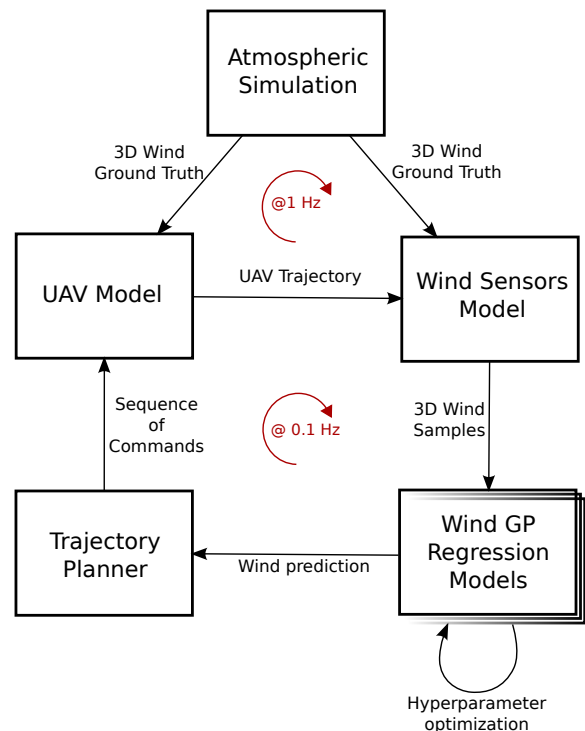 Atmospheric
Simulation
3D Wind
Ground Truth
3D Wind
Ground Truth
@1 Hz
UAV Model
UAV Trajectory
Wind Sensors
Model
Sequence
of
Commands
@ 0.1 Hz
3D Wind
Samples
Trajectory
Planner
Wind prediction
Wind GP
Regression
Models
Hyperparameter
optimization